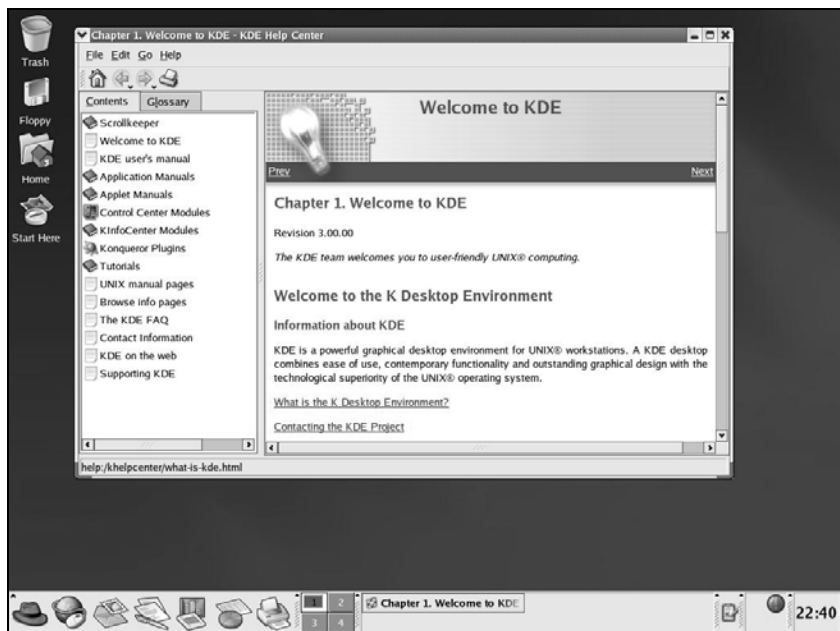 Chapter 1. Welcome to KDE - KDE Help Center
Trash
Floppy
Home
Start Here
File Edit Go Help
Contents Glossary
Scrollkeeper
Welcome to KDE
KDE user's manual
Application Manuals
Applet Manuals
Control Center Modules
KInfoCenter Modules
Konqueror Plugins
Tutorials
UNIX manual pages
Browse info pages
The KDE FAQ
Contact Information
KDE on the web
Supporting KDE
Welcome to KDE
Prev Next
Chapter 1. Welcome to KDE
Revision 3.00.00
The KDE team welcomes you to user-friendly UNIX® computing.
Welcome to the K Desktop Environment
Information about KDE
KDE is a powerful graphical desktop environment for UNIX® workstations. A KDE desktop
combines ease of use, contemporary functionality and outstanding graphical design with the
technological superiority of the UNIX® operating system.
What is the K Desktop Environment?
Contacting the KDE Project
help:/khelpcenter/what-is-kde.html
1 2
3 4
Chapter 1. Welcome to KDE
22:40